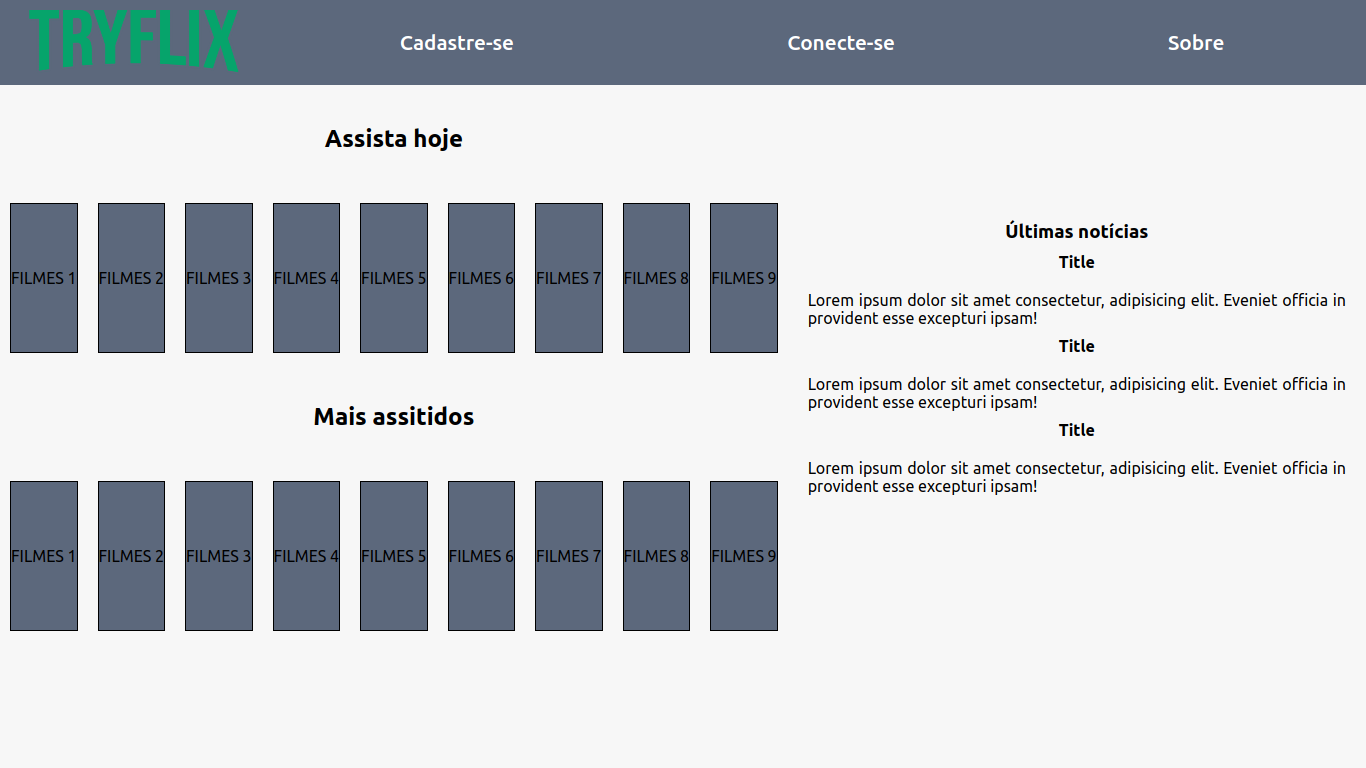 TRYFLIX
Cadastre-se
Conecte-se
Sobre
Assista hoje
FILMES 1
FILMES 2
FILMES 3
FILMES 4
FILMES 5
FILMES 6
FILMES 7
FILMES 8
FILMES 9
Mais assitidos
FILMES 1
FILMES 2
FILMES 3
FILMES 4
FILMES 5
FILMES 6
FILMES 7
FILMES 8
FILMES 9
Últimas notícias
Title
Lorem ipsum dolor sit amet consectetur, adipisicing elit. Eveniet officia in
provident esse excepturi ipsam!
Title
Lorem ipsum dolor sit amet consectetur, adipisicing elit. Eveniet officia in
provident esse excepturi ipsam!
Title
Lorem ipsum dolor sit amet consectetur, adipisicing elit. Eveniet officia in
provident esse excepturi ipsam!